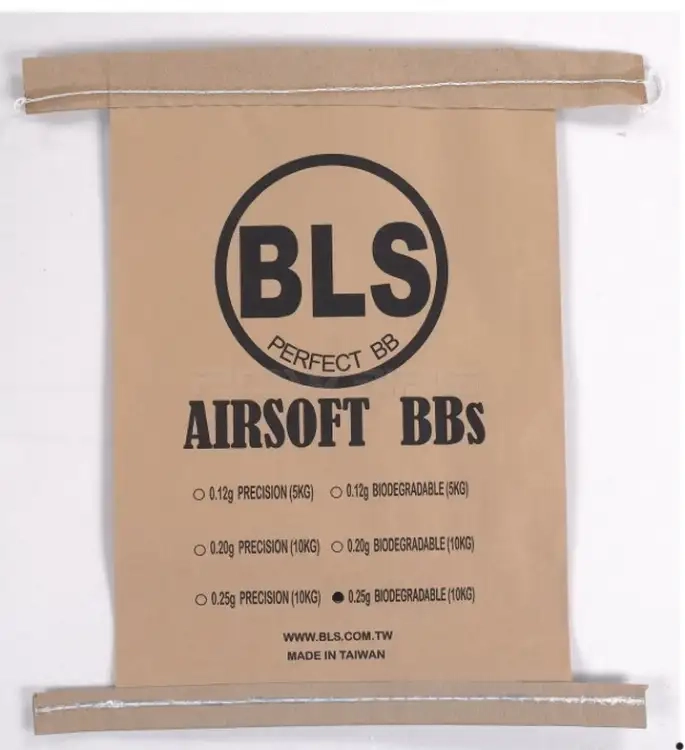 BLS
PERFECT BB
AIRSOFT BBs
0.12g PRECISION (5KG) 0.12g BIODEGRADABLE (5KG)
0.20g PRECISION (10KG) 0.20g BIODEGRADABLE (10KG)
0.25g PRECISION (10KG) 0.25g BIODEGRADABLE (10KG)
WWW.BLS.COM.TW
MADE IN TAIWAN